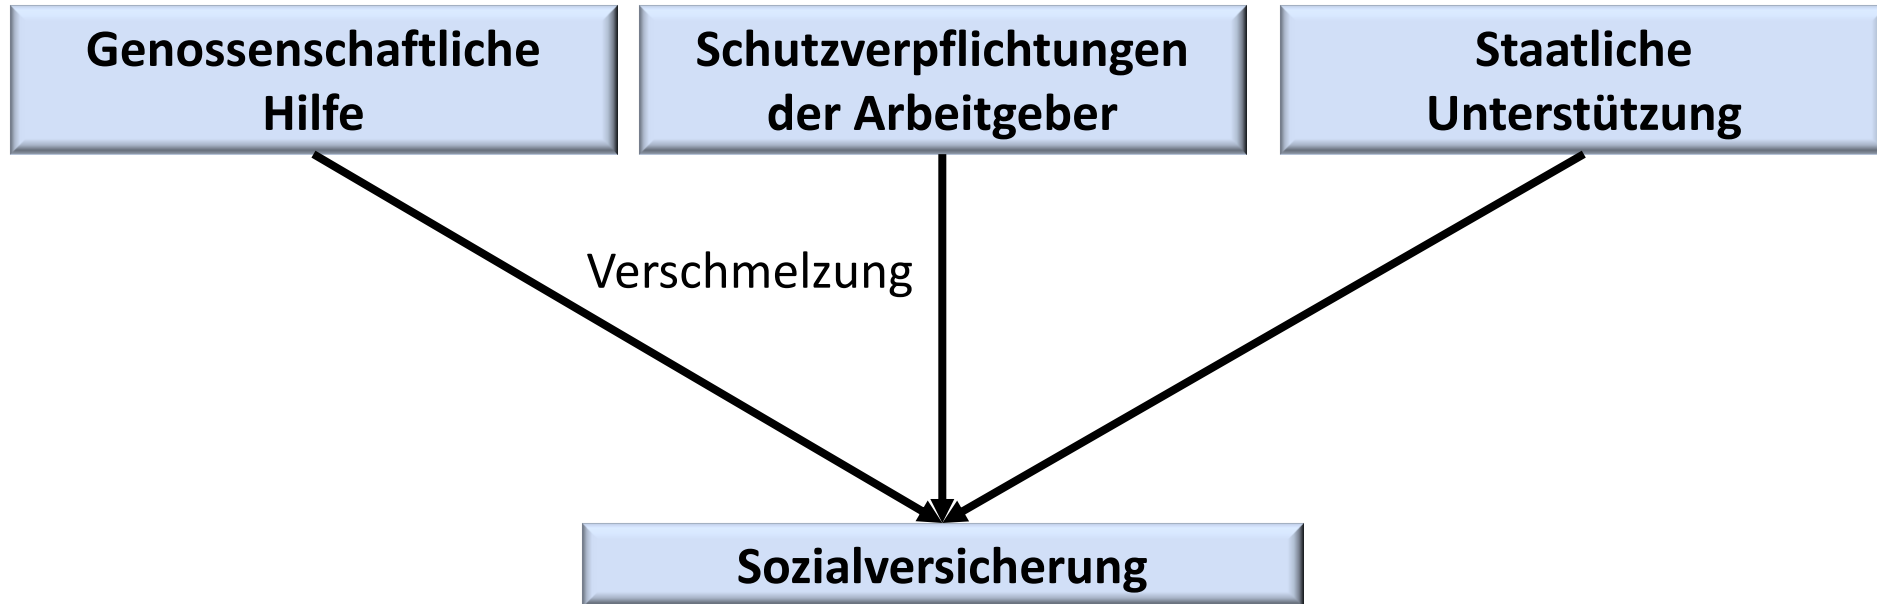 Genossenschaftliche
Hilfe
Schutzverpflichtungen
der Arbeitgeber
Staatliche
Unterstützung
Verschmelzung
Sozialversicherung